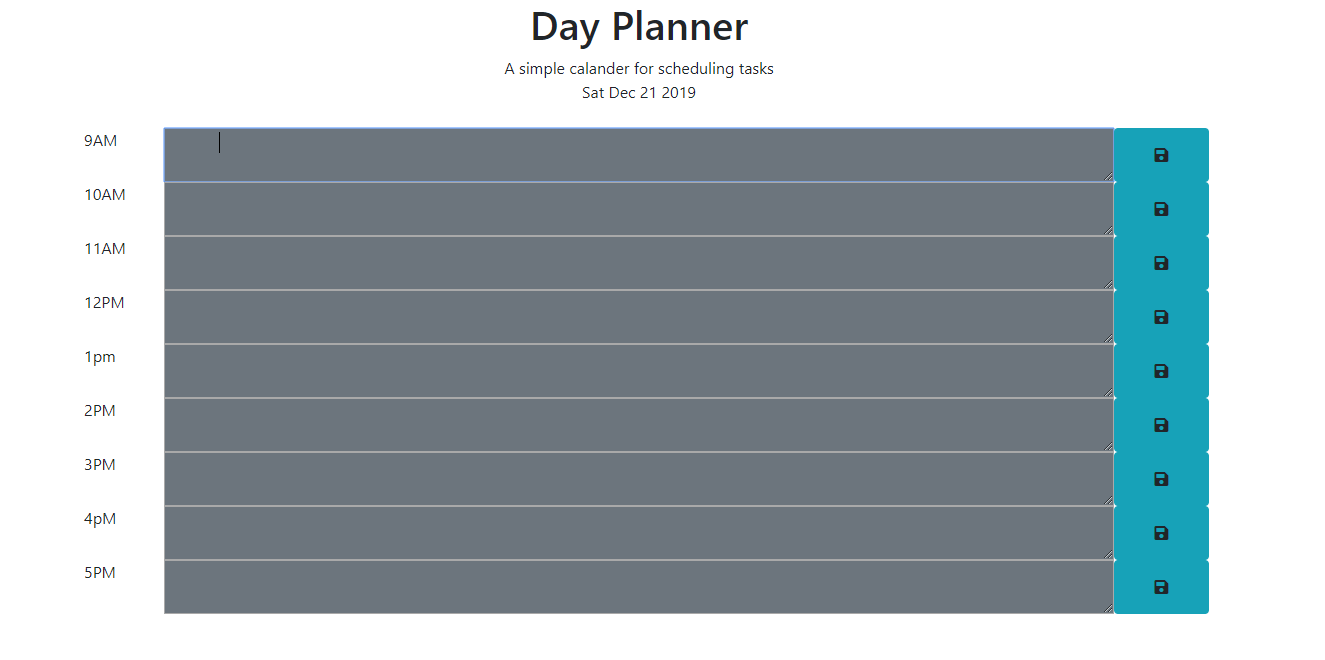 Day Planner
A simple calander for scheduling tasks
Sat Dec 21 2019
9AM
10AM
11AM
12PM
1pm
2PM
3PM
4pM
5PM